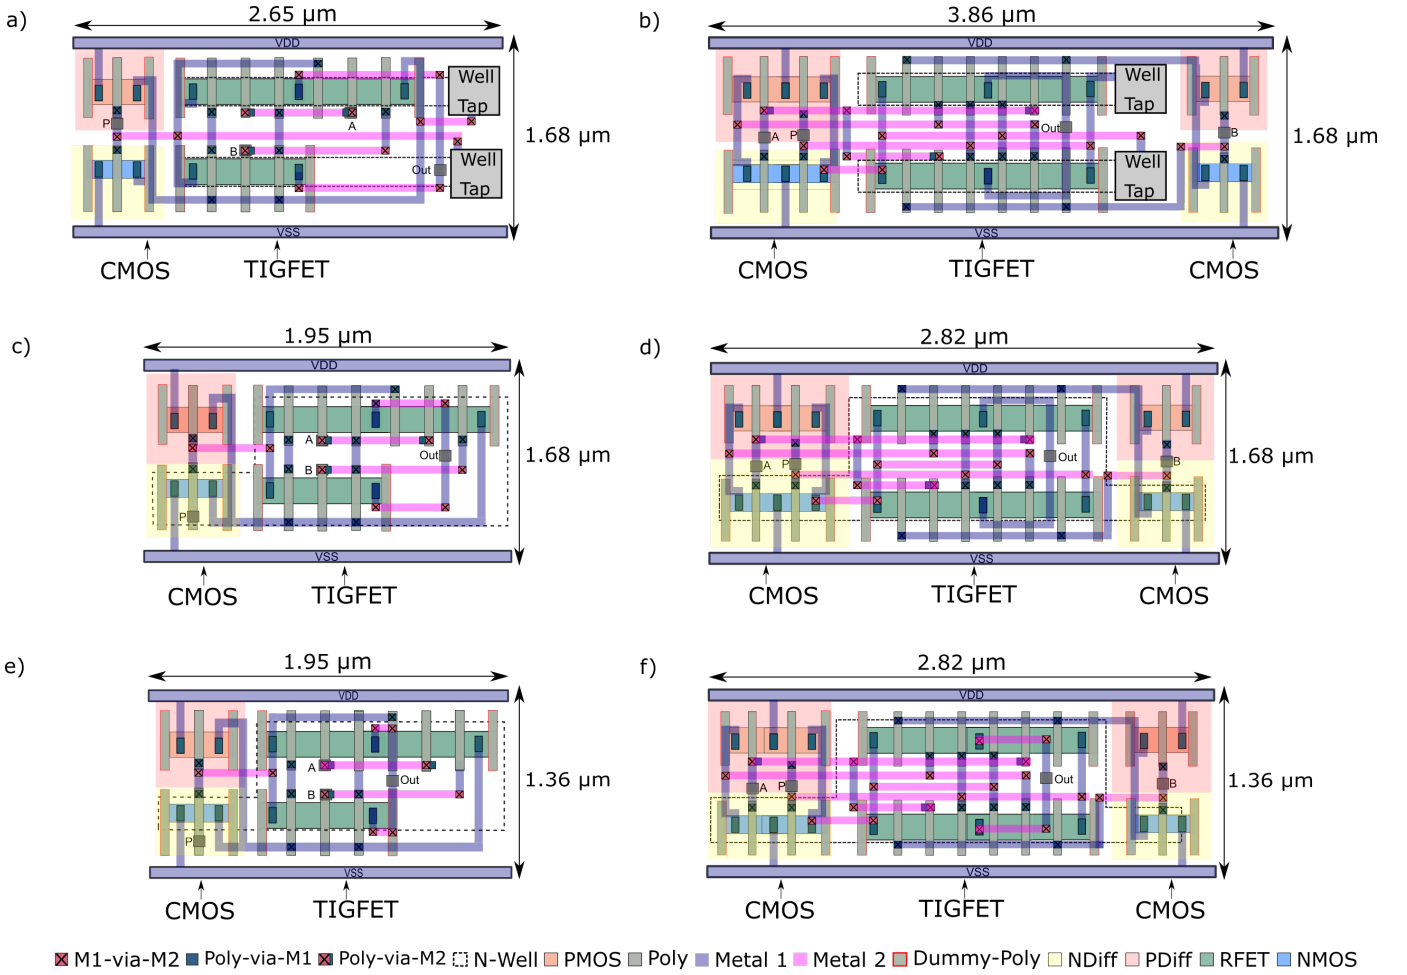 a)
2.65 µm
VDD
Well
Tap
P
A
B
Out
Well
Tap
1.68 µm
VSS
CMOS
TIGFET
b)
3.86 µm
VDD
Well
Tap
A
P
Out
B
Well
Tap
1.68 µm
VSS
CMOS
TIGFET
CMOS
c)
1.95 µm
VDD
A
Out
B
P
1.68 µm
VSS
CMOS
TIGFET
d)
2.82 µm
VDD
A
P
Out
B
1.68 µm
VSS
CMOS
TIGFET
CMOS
e)
1.95 µm
VDD
A
Out
B
P
1.36 µm
VSS
CMOS
TIGFET
f)
2.82 µm
VDD
A
P
Out
B
1.36 µm
VSS
CMOS
TIGFET
CMOS
M1-via-M2 Poly-via-M1 Poly-via-M2 N-Well PMOS Poly Metal 1 Metal 2 Dummy-Poly NDiff PDiff RFET NMOS